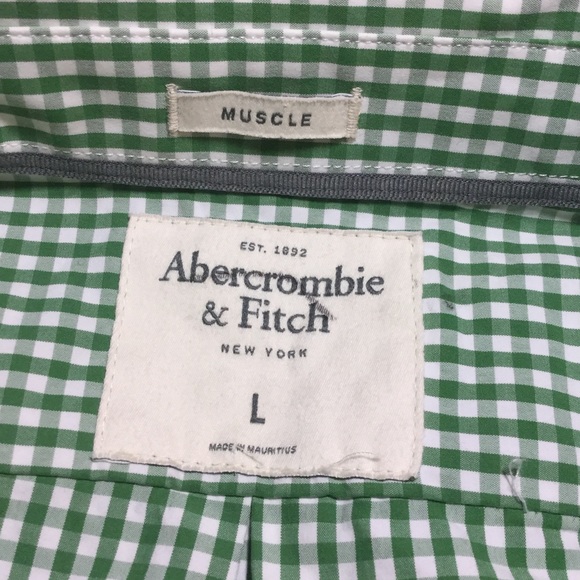 MUSCLE
EST. 1892
Abercrombie
& Fitch
NEW YORK
L
MADE IN MAURITIUS